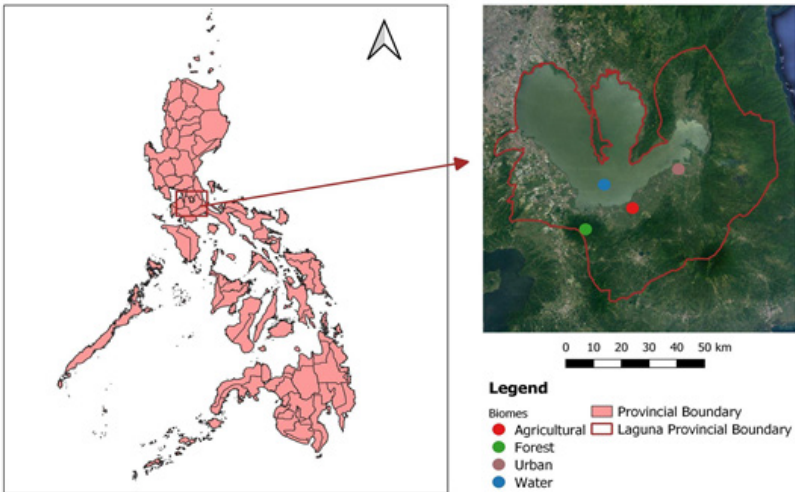 0 10 20 30 40 50 km
Legend
Biomes
Agricultural
Forest
Urban
Water
Provincial Boundary
Laguna Provincial Boundary